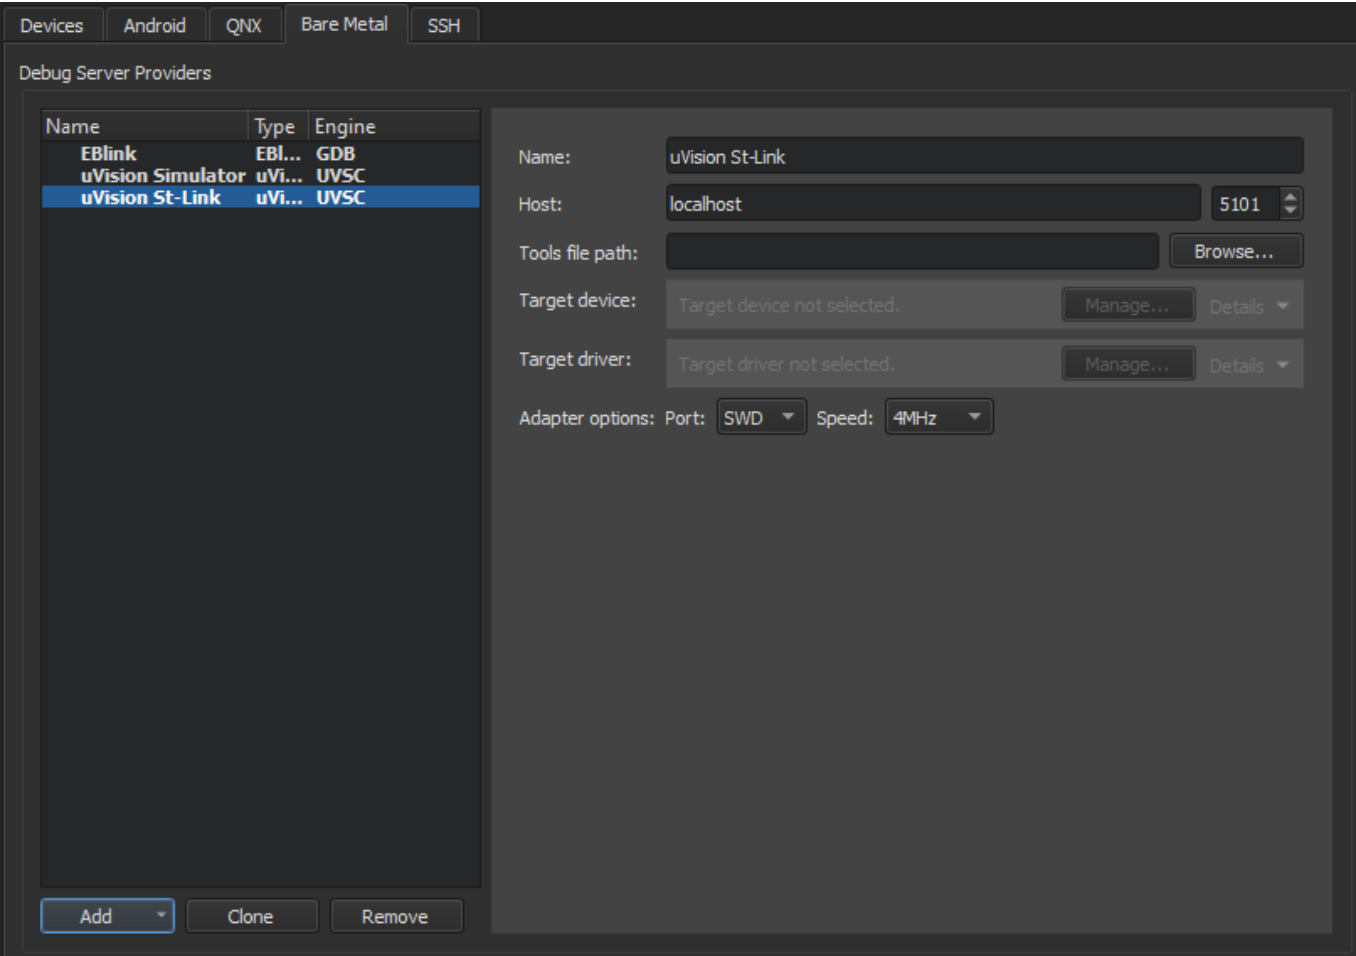 Devices Android QNX Bare Metal SSH
Debug Server Providers
Name Type Engine
EBlink EBl... GDB
uVision Simulator uVi... UVSC
uVision St-Link uVi... UVSC
Name: uVision St-Link
Host: localhost 5101
Tools file path: Browse...
Target device: Target device not selected. Manage... Details
Target driver: Target driver not selected. Manage... Details
Adapter options: Port: SWD Speed: 4MHz
Add Clone Remove